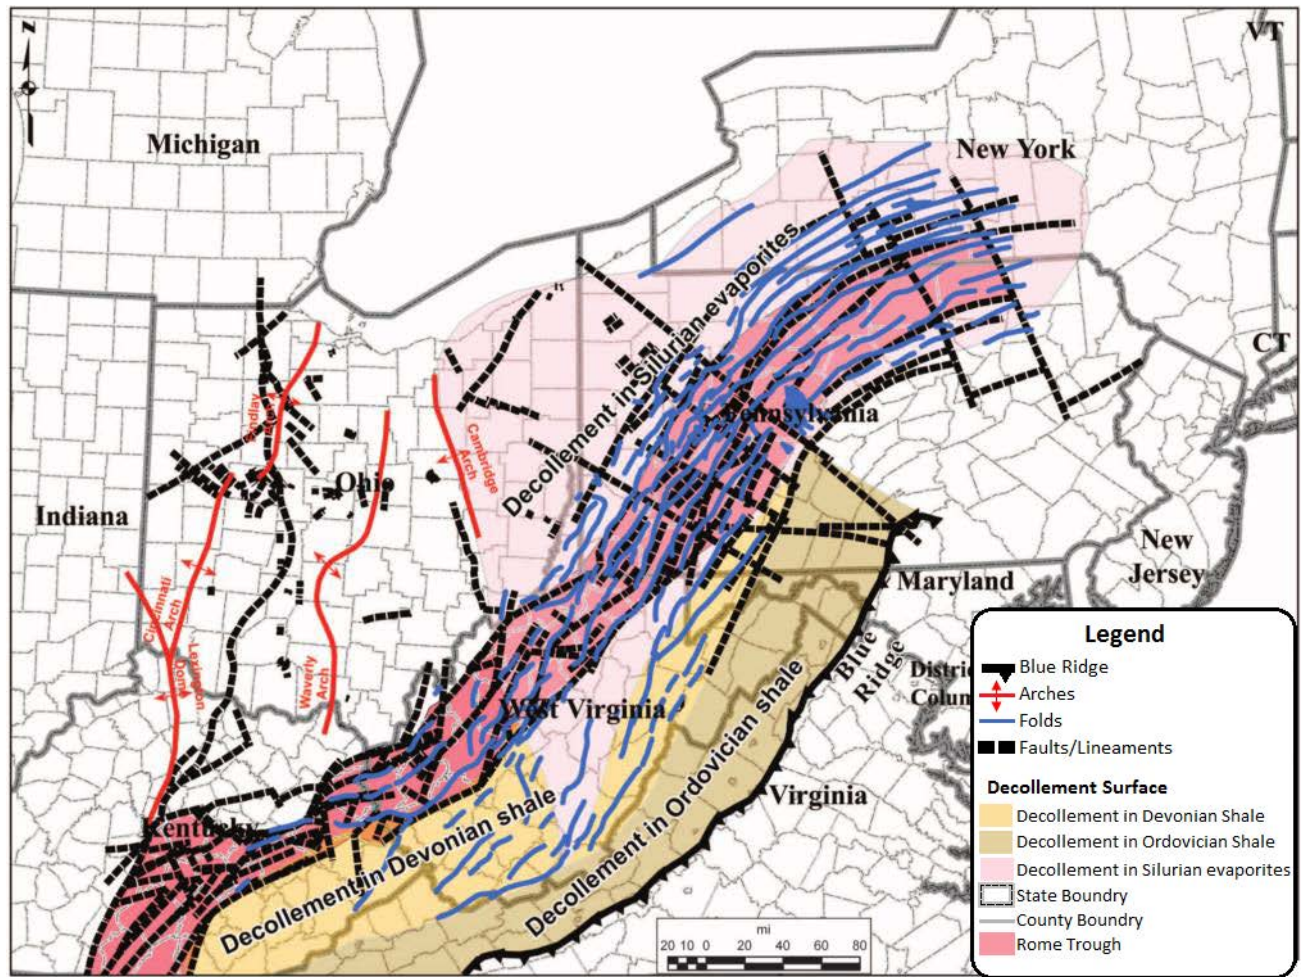 VT
N
Michigan
New York
Decollement in Silurian evaporites
CT
Pennsylvania
Findlay
Arch
Cambridge
Arch
Ohio
Indiana
New
Jersey
Maryland
Cincinnati
Arch
Blue
Ridge
Lexington
Dome
Waverly
Arch
Distric
Colum
West Virginia
Decollement in Ordovician shale
Decollement in Devonian shale
Virginia
Kentucky
mi
20 10 0 20 40 60 80
Legend
Blue Ridge
Arches
Folds
Faults/Lineaments
Decollement Surface
Decollement in Devonian Shale
Decollement in Ordovician Shale
Decollement in Silurian evaporites
State Boundry
County Boundry
Rome Trough